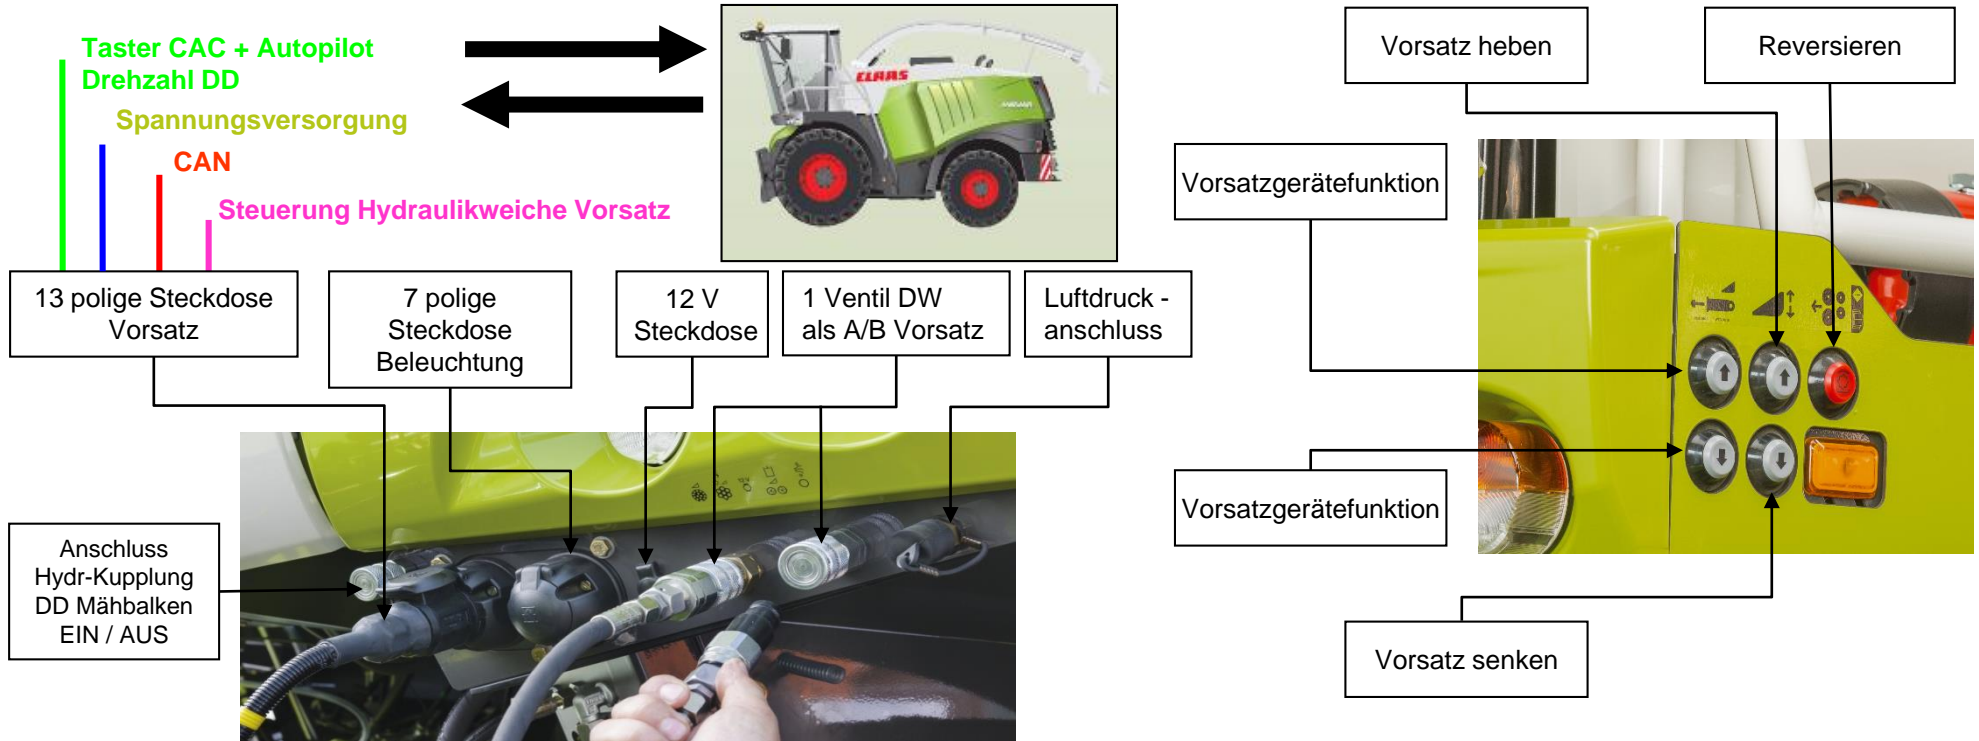 Taster CAC + Autopilot
Drehzahl DD
Spannungsversorgung
CAN
Steuerung Hydraulikweiche Vorsatz
CLAAS
13 polige Steckdose
Vorsatz
7 polige
Steckdose
Beleuchtung
12 V
Steckdose
1 Ventil DW
als A/B Vorsatz
Luftdruck -
anschluss
Anschluss
Hydr-Kupplung
DD Mähbalken
EIN / AUS
Vorsatz heben
Reversieren
Vorsatzgerätefunktion
Vorsatzgerätefunktion
Vorsatz senken